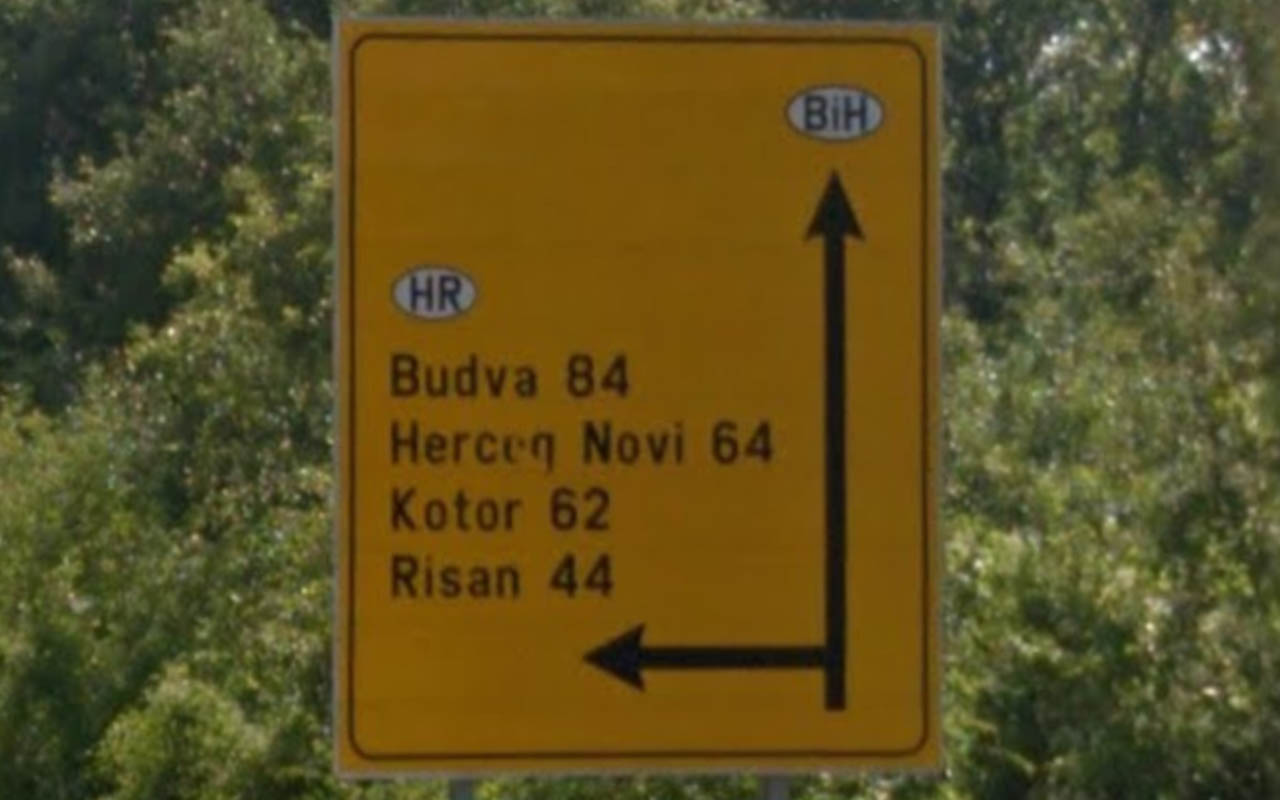 BiH
HR
Budva 84
Herceg Novi 64
Kotor 62
Risan 44